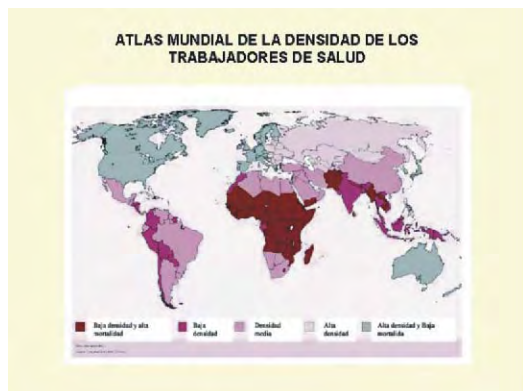 ATLAS MUNDIAL DE LA DENSIDAD DE LOS
TRABAJADORES DE SALUD
Baja densidad y alta
mortalidad
Baja
densidad
Densidad
media
Alta
densidad
Alta densidad y Baja
mortalida